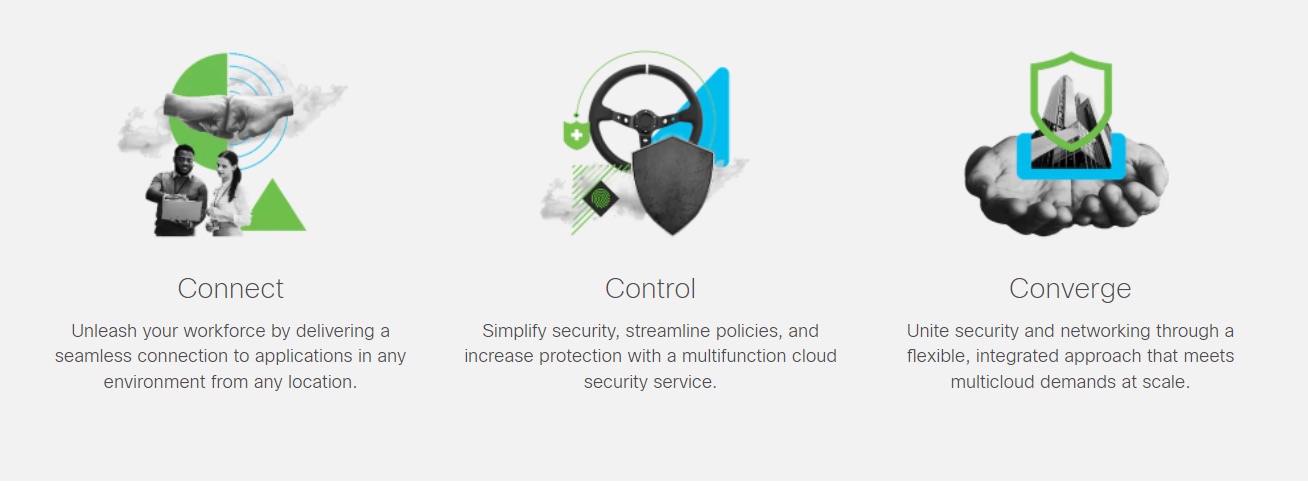 Connect
Unleash your workforce by delivering a
seamless connection to applications in any
environment from any location.
Control
Simplify security, streamline policies, and
increase protection with a multifunction cloud
security service.
Converge
Unite security and networking through a
flexible, integrated approach that meets
multicloud demands at scale.